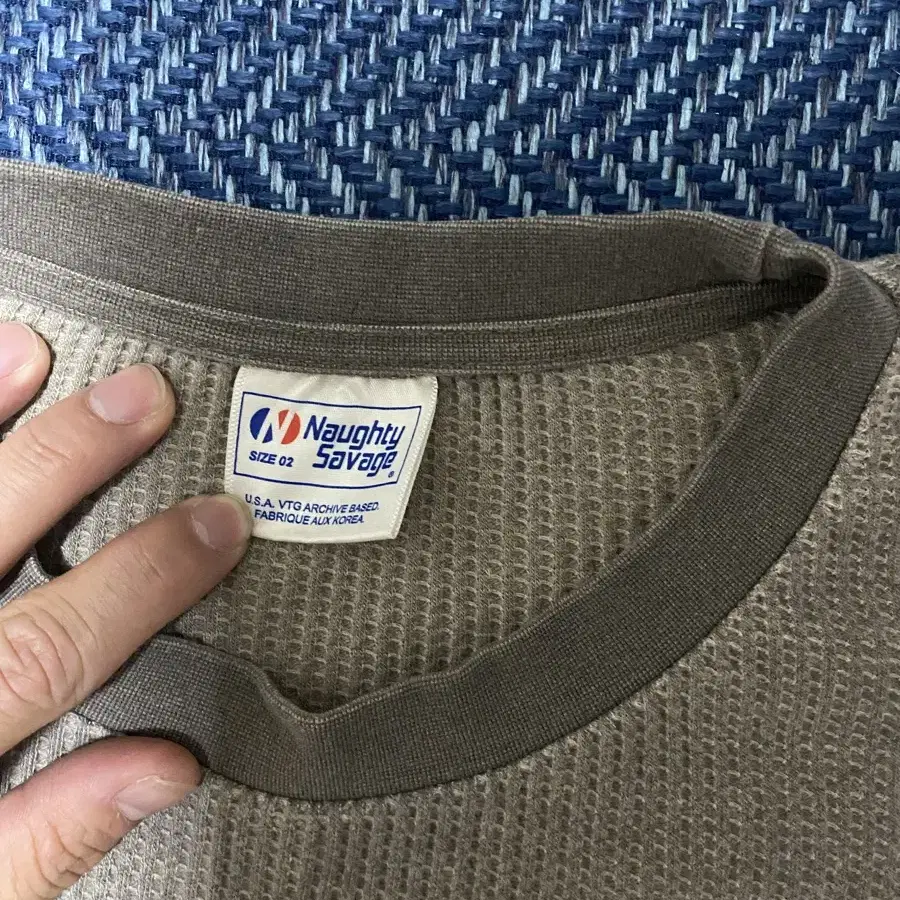 N Naughty
Savage®
SIZE 02
U.S.A. VTG ARCHIVE BASED.
FABRIQUE AUX KOREA.